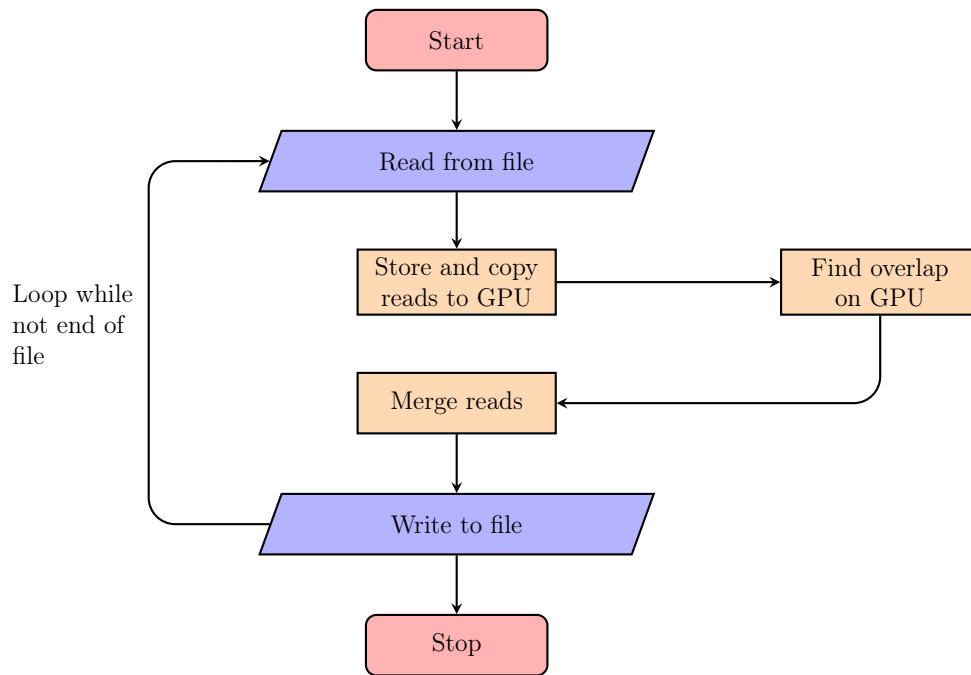 Start
Read from file
Store and copy
reads to GPU
Find overlap
on GPU
Loop while
not end of
file
Merge reads
Write to file
Stop